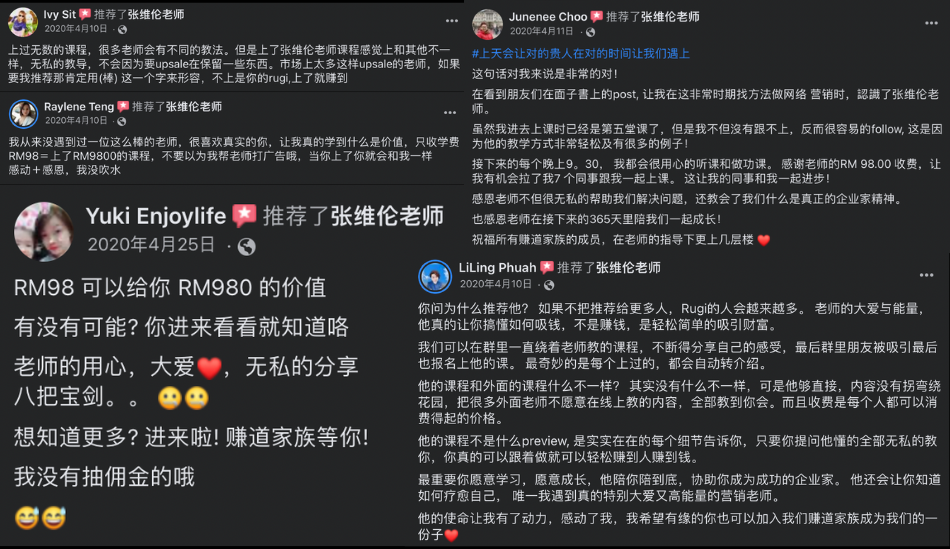 Ivy Sit 推荐了张维伦老师
2020年4月10日 ·
上过无数的课程，很多老师会有不同的教法。但是上了张维伦老师课程感觉上和其他不一
样，无私的教导，不会因为要upsale在保留一些东西。市场上太多这样upsale的老师，如果
要我推荐那肯定用(棒) 这一个字来形容，不上是你的rugi,上了就赚到
Raylene Teng 推荐了张维伦老师
2020年4月10日 ·
我从来没遇到过一位这么棒的老师，很喜欢真实的你，让我真的学到什么是价值，只收学费
RM98＝上了RM9800的课程，不要以为我帮老师打广告哦，当你上了你就会和我一样
感动＋感恩，我没吹水
Yuki Enjoylife 推荐了张维伦老师
2020年4月25日 ·
RM98 可以给你 RM980 的价值
有没有可能? 你进来看看就知道咯
老师的用心，大爱❤️，无私的分享
八把宝剑。。😬😬
想知道更多? 进来啦! 赚道家族等你!
我没有抽佣金的哦
😅😅
Junenee Choo 推荐了张维伦老师
2020年4月11日 ·
#上天会让对的贵人在对的时间让我们遇上
这句话对我来说是非常的对!
在看到朋友们在面子書上的post, 让我在这非常时期找方法做网络 营销时，認識了张维伦老
师。
虽然我进去上课时已经是第五堂课了，但是我不但沒有跟不上，反而很容易的follow, 这是因
为他的教学方式非常轻松及有很多的例子!
接下来的每个晚上9。30， 我都会很用心的听课和做功课。 感谢老师的RM 98.00 收费，让
我有机会拉了我7 个同事跟我一起上课。 这让我的同事和我一起进步!
感恩老师不但很无私的帮助我们解决问题，还教会了我们什么是真正的企业家精神。
也感恩老师在接下来的365天里陪我们一起成长!
祝福所有赚道家族的成员，在老师的指导下更上几层楼 ❤️
LiLing Phuah 推荐了张维伦老师
2020年4月10日 ·
你问为什么推荐他? 如果不把推荐给更多人，Rugi的人会越来越多。 老师的大爱与能量，
他真的让你搞懂如何吸钱，不是赚钱，是轻松简单的吸引财富。
我们可以在群里一直绕着老师教的课程，不断得分享自己的感受，最后群里朋友被吸引最后
也报名上他的课。 最奇妙的是每个上过的，都会自动转介绍。
他的课程和外面的课程什么不一样? 其实没有什么不一样，可是他够直接，内容没有拐弯绕
花园，把很多外面老师不愿意在线上教的内容，全部教到你会。而且收费是每个人都可以消
费得起的价格。
他的课程不是什么preview, 是实实在在的每个细节告诉你，只要你提问他懂的全部无私的教
你，你真的可以跟着做就可以轻松赚到人赚到钱。
最重要你愿意学习，愿意成长，他陪你陪到底，协助你成为成功的企业家。 他还会让你知道
如何疗愈自己， 唯一我遇到真的特别大爱又高能量的营销老师。
他的使命让我有了动力，感动了我，我希望有缘的你也可以加入我们赚道家族成为我们的一
份子❤️